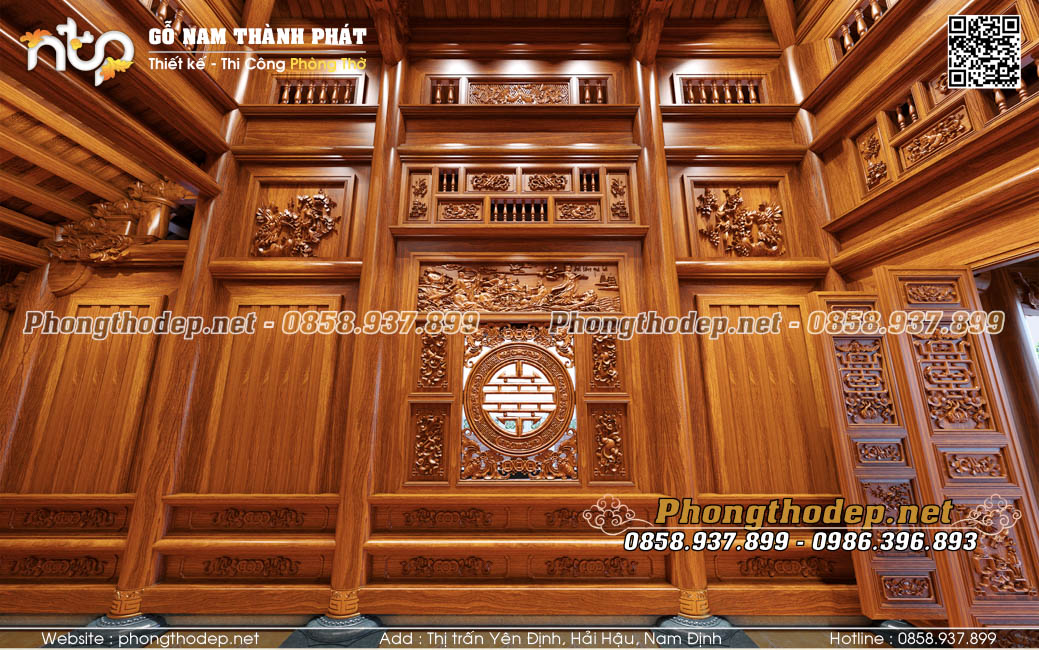 ntp
GỖ NAM THÀNH PHÁT
Thiết kế - Thi Công Phòng Thờ
Phongthodep.net - 0858.937.899
Phongthodep.net - 0858.937.899
Phongthodep.net
0858.937.899 - 0986.396.893
Website : phongthodep.net
Add : Thị trấn Yên Định, Hải Hậu, Nam Định
Hotline : 0858.937.899